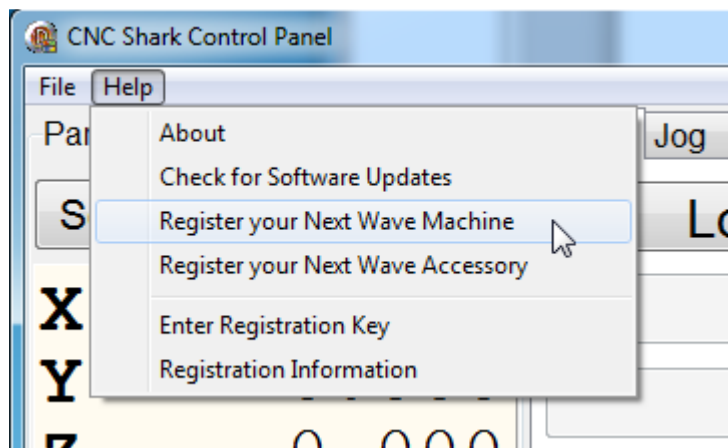 CNC Shark Control Panel
File Help
About
Jog
Check for Software Updates
Register your Next Wave Machine
Register your Next Wave Accessory
X
Enter Registration Key
Registration Information
Y
Z